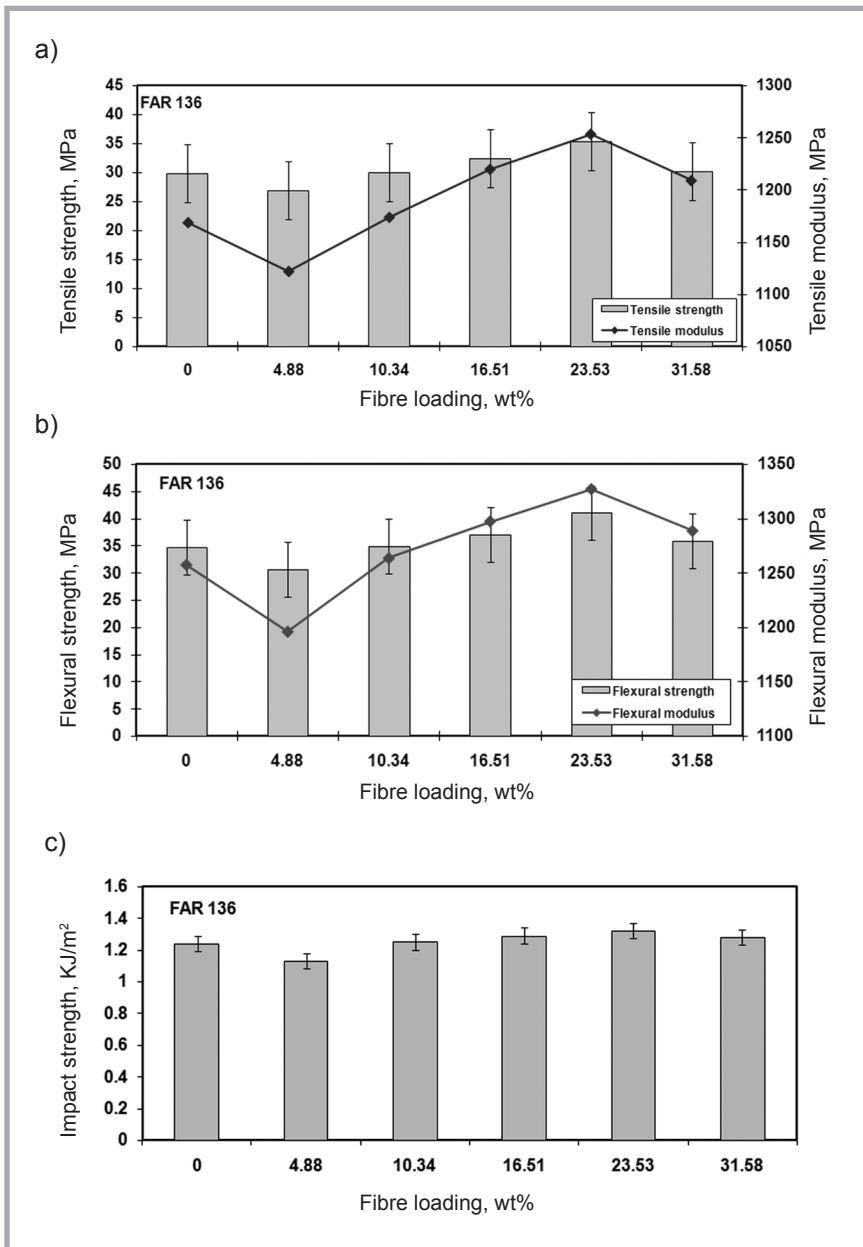 a)
45
40
35
30
25
20
15
10
5
0
Tensile strength, MPa
FAR 136
1300
1250
1200
1150
1100
1050
Tensile modulus, MPa
Tensile strength
Tensile modulus
0 4.88 10.34 16.51 23.53 31.58
Fibre loading, wt%
b)
50
45
40
35
30
25
20
15
10
5
0
Flexural strength, MPa
FAR 136
1350
1300
1250
1200
1150
1100
Flexural modulus, MPa
Flexural strength
Flexural modulus
0 4.88 10.34 16.51 23.53 31.58
Fibre loading, wt%
c)
1.6
1.4
1.2
1
0.8
0.6
0.4
0.2
0
Impact strength, KJ/m²
FAR 136
0 4.88 10.34 16.51 23.53 31.58
Fibre loading, wt%